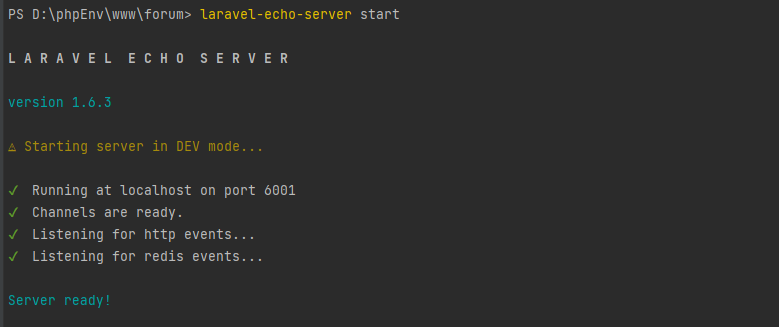 PS D:\phpEnv\www\forum> laravel-echo-server start
L A R A V E L  E C H O  S E R V E R
version 1.6.3
⚠ Starting server in DEV mode...
✓ Running at localhost on port 6001
✓ Channels are ready.
✓ Listening for http events...
✓ Listening for redis events...
Server ready!